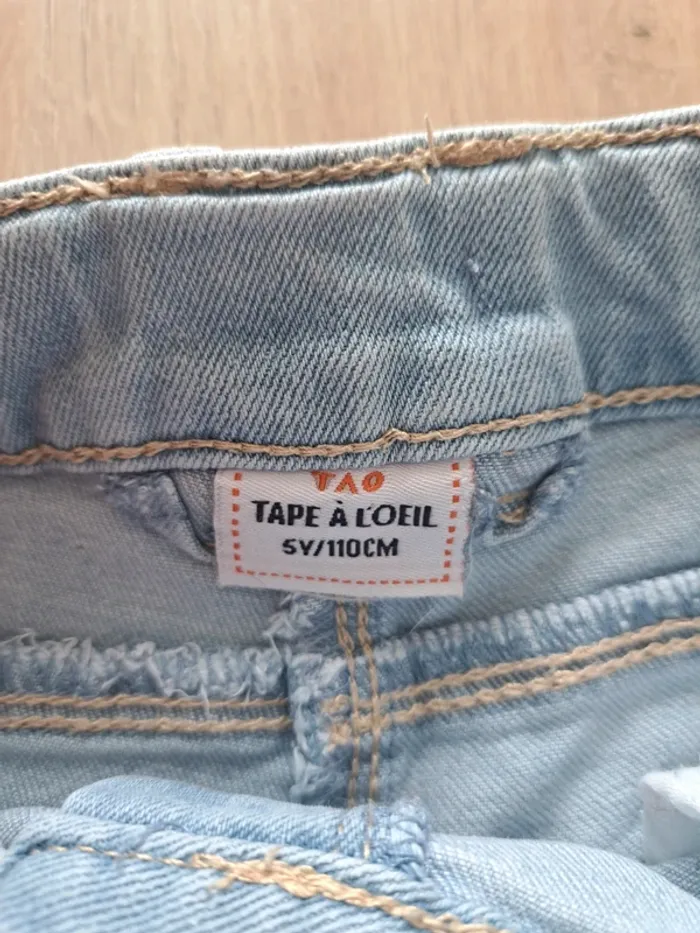 TAO
TAPE À L'OEIL
5Y/110CM